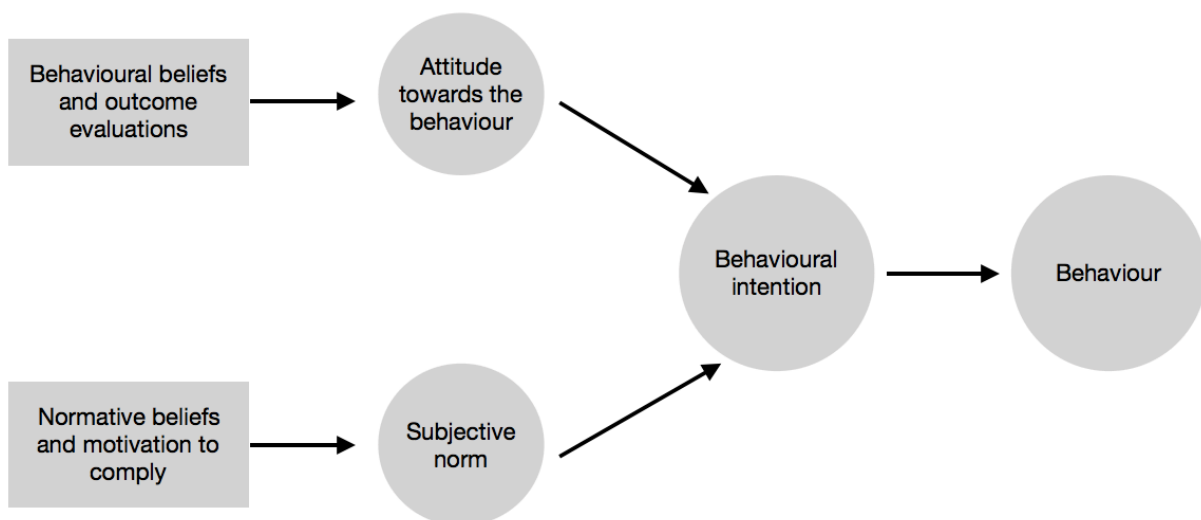 Behavioural beliefs
and outcome
evaluations
Attitude
towards the
behaviour
Behavioural
intention
Behaviour
Normative beliefs
and motivation to
comply
Subjective
norm